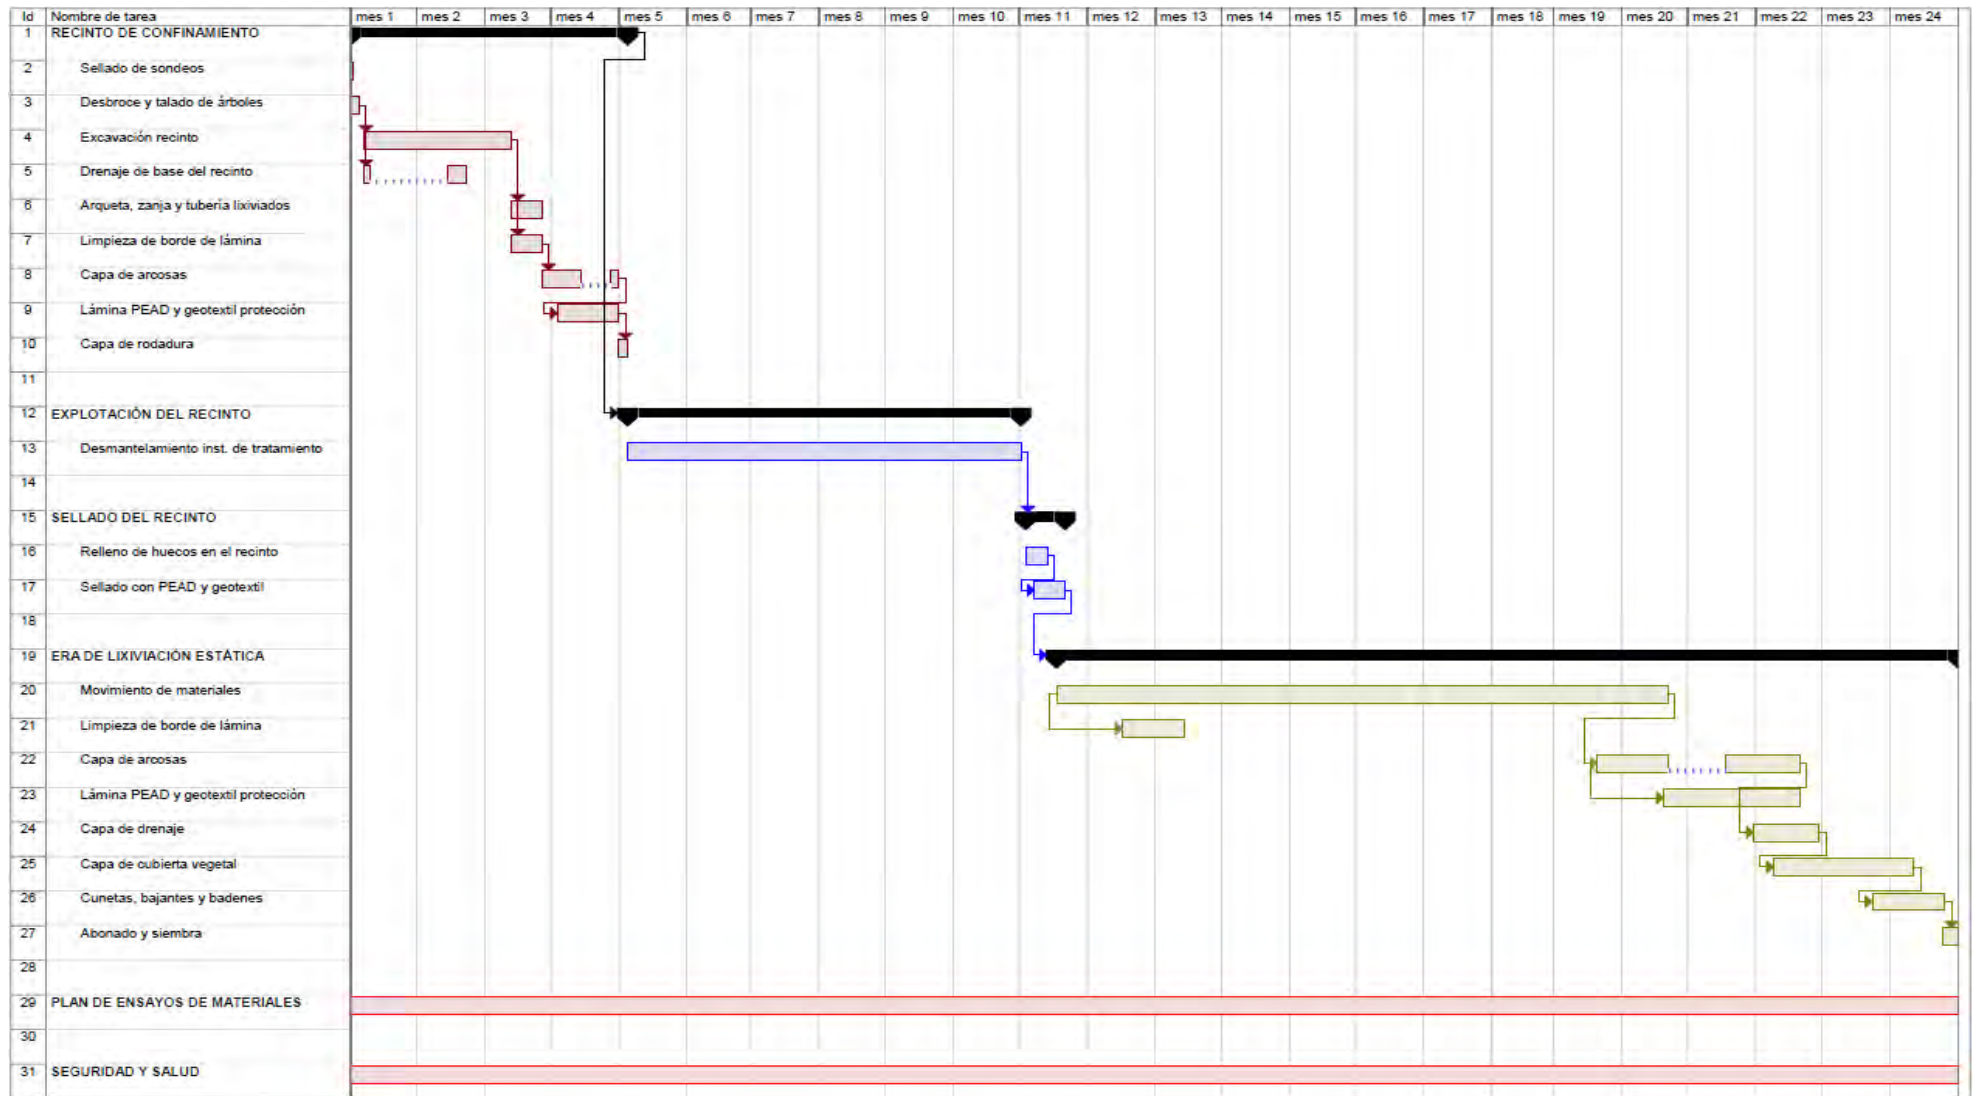 Id Nombre de tarea mes 1 mes 2 mes 3 mes 4 mes 5 mes 6 mes 7 mes 8 mes 9 mes 10 mes 11 mes 12 mes 13 mes 14 mes 15 mes 16 mes 17 mes 18 mes 19 mes 20 mes 21 mes 22 mes 23 mes 24
1 RECINTO DE CONFINAMIENTO
2 Sellado de sondeos
3 Desbroce y talado de árboles
4 Excavación recinto
5 Drenaje de base del recinto
6 Arqueta, zanja y tubería lixiviados
7 Limpieza de borde de lámina
8 Capa de arcosas
9 Lámina PEAD y geotextil protección
10 Capa de rodadura
11
12 EXPLOTACIÓN DEL RECINTO
13 Desmantelamiento inst. de tratamiento
14
15 SELLADO DEL RECINTO
16 Relleno de huecos en el recinto
17 Sellado con PEAD y geotextil
18
19 ERA DE LIXIVIACIÓN ESTÁTICA
20 Movimiento de materiales
21 Limpieza de borde de lámina
22 Capa de arcosas
23 Lámina PEAD y geotextil protección
24 Capa de drenaje
25 Capa de cubierta vegetal
26 Cunetas, bajantes y badenes
27 Abonado y siembra
28
29 PLAN DE ENSAYOS DE MATERIALES
30
31 SEGURIDAD Y SALUD